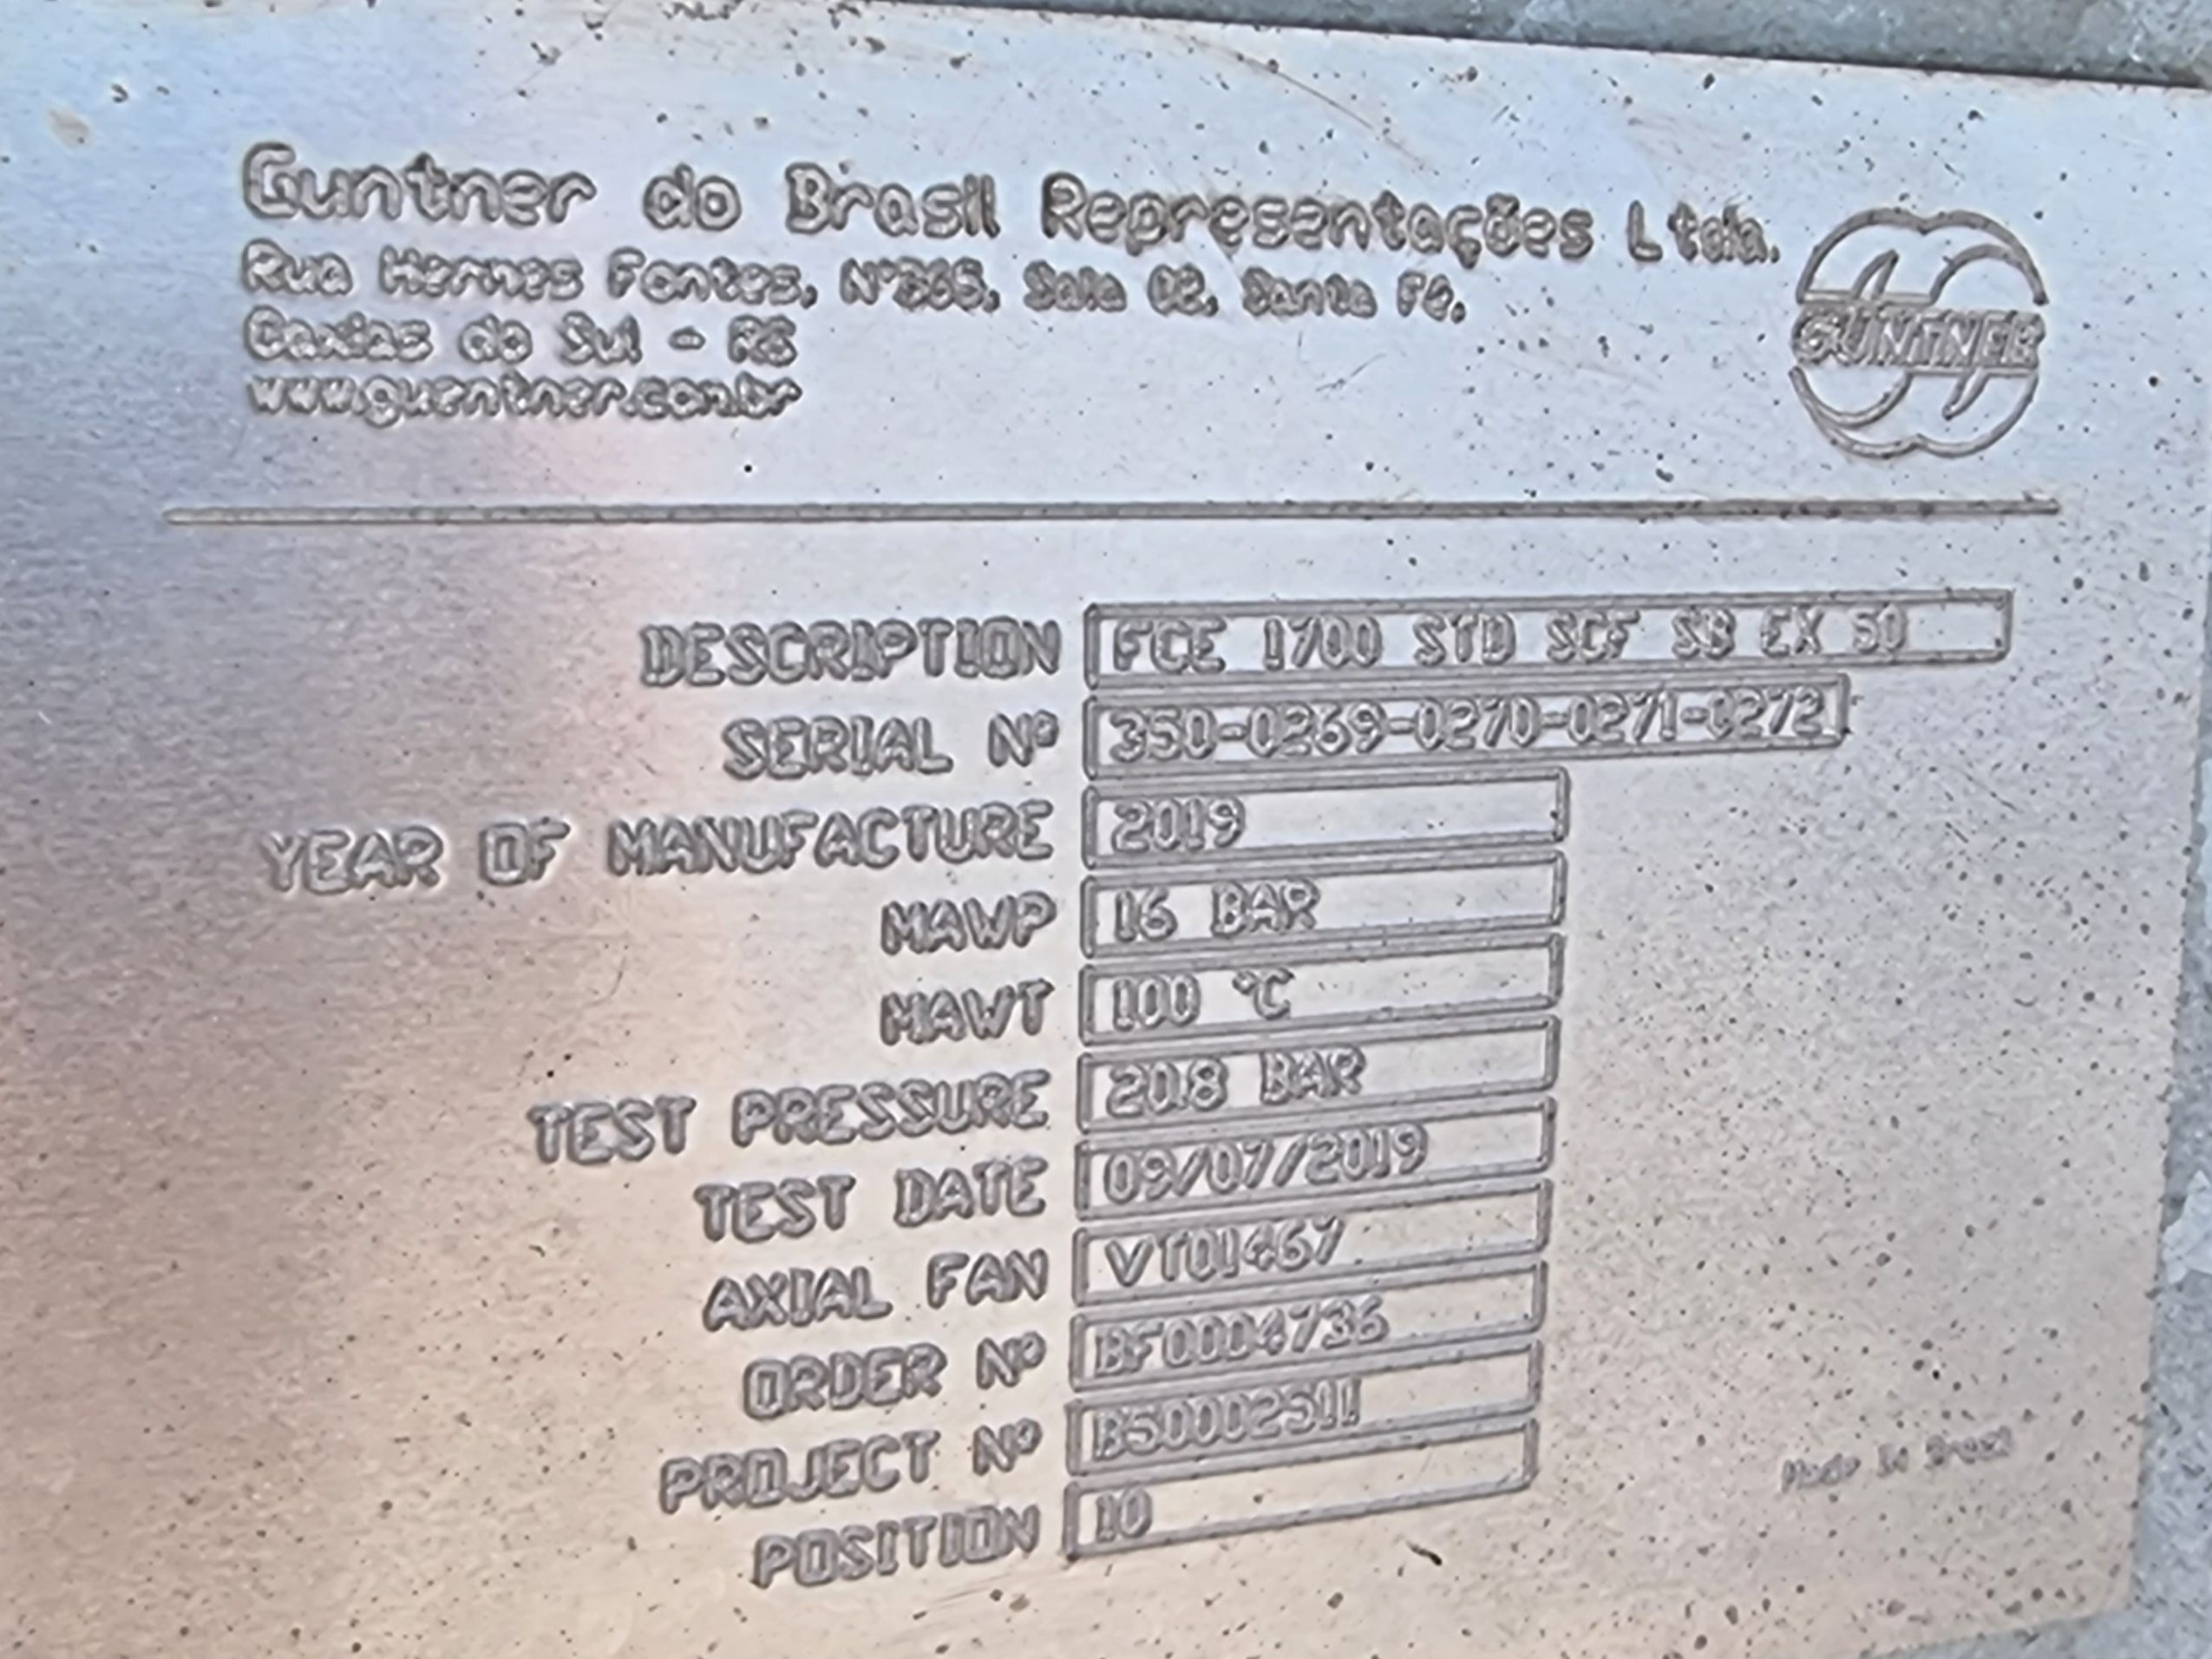 Guntner do Brasil Representações Ltda.
Rua Hermes Fontes, Nº365, Sala 02, Santa Fé,
Caxias do Sul - RS
www.guentner.com.br
GUNTNER
DESCRIPTION FCE 1700 STD SCF SB EX 50
SERIAL Nº 350-0269-0270-0271-0272
YEAR OF MANUFACTURE 2019
MAWP 16 BAR
MAWT 100 °C
TEST PRESSURE 20.8 BAR
TEST DATE 09/07/2019
AXIAL FAN VT01467
ORDER Nº BF0004736
PROJECT Nº
POSITION 10
Made in Brazil